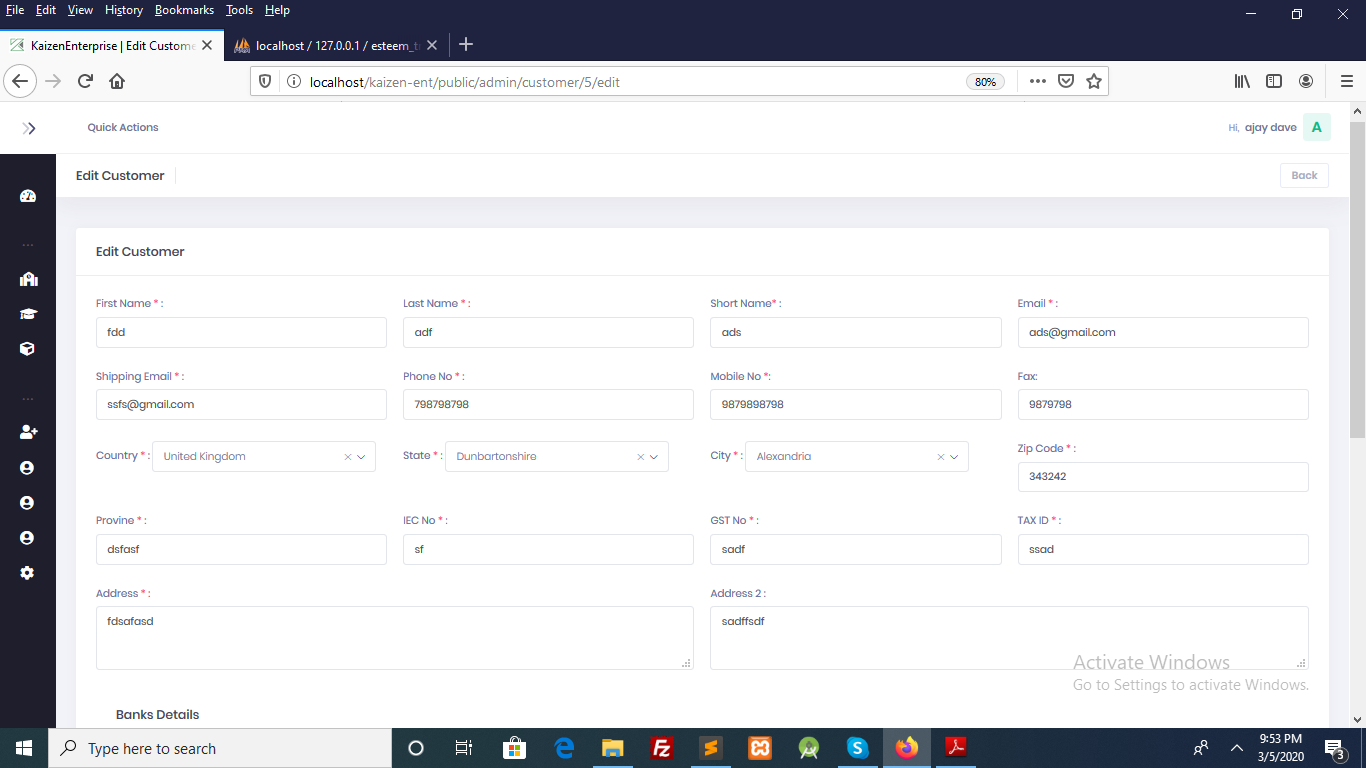 File Edit View History Bookmarks Tools Help
KaizenEnterprise | Edit Custome
localhost / 127.0.0.1 / esteem_t
localhost/kaizen-ent/public/admin/customer/5/edit
80%
Quick Actions
Hi, ajay dave A
Edit Customer
Back
Edit Customer
First Name * : Last Name * : Short Name* : Email * :
fdd adf ads ads@gmail.com
Shipping Email * : Phone No * : Mobile No *: Fax:
ssfs@gmail.com 798798798 9879898798 9879798
Country * : United Kingdom State * : Dunbartonshire City * : Alexandria Zip Code * :
343242
Provine * : IEC No * : GST No * : TAX ID * :
dsfasf sf sadf ssad
Address * : Address 2 :
fdsafasd sadffsdf
Activate Windows
Go to Settings to activate Windows.
Banks Details
Type here to search
9:53 PM
3/5/2020
3